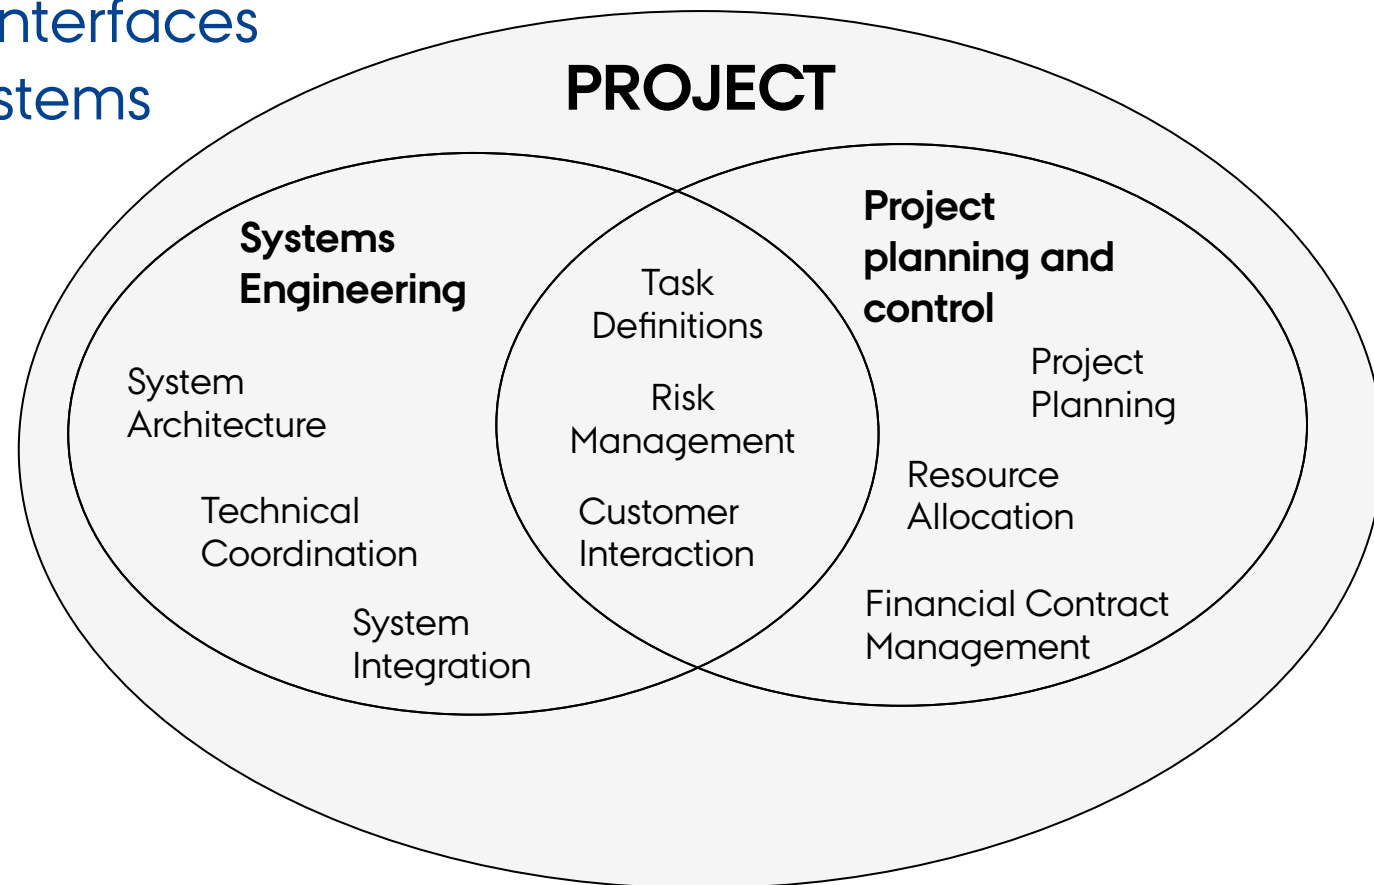 nterfaces
stems
PROJECT
Systems
Engineering
System
Architecture
Technical
Coordination
System
Integration
Task
Definitions
Risk
Management
Customer
Interaction
Project
planning and
control
Project
Planning
Resource
Allocation
Financial Contract
Management